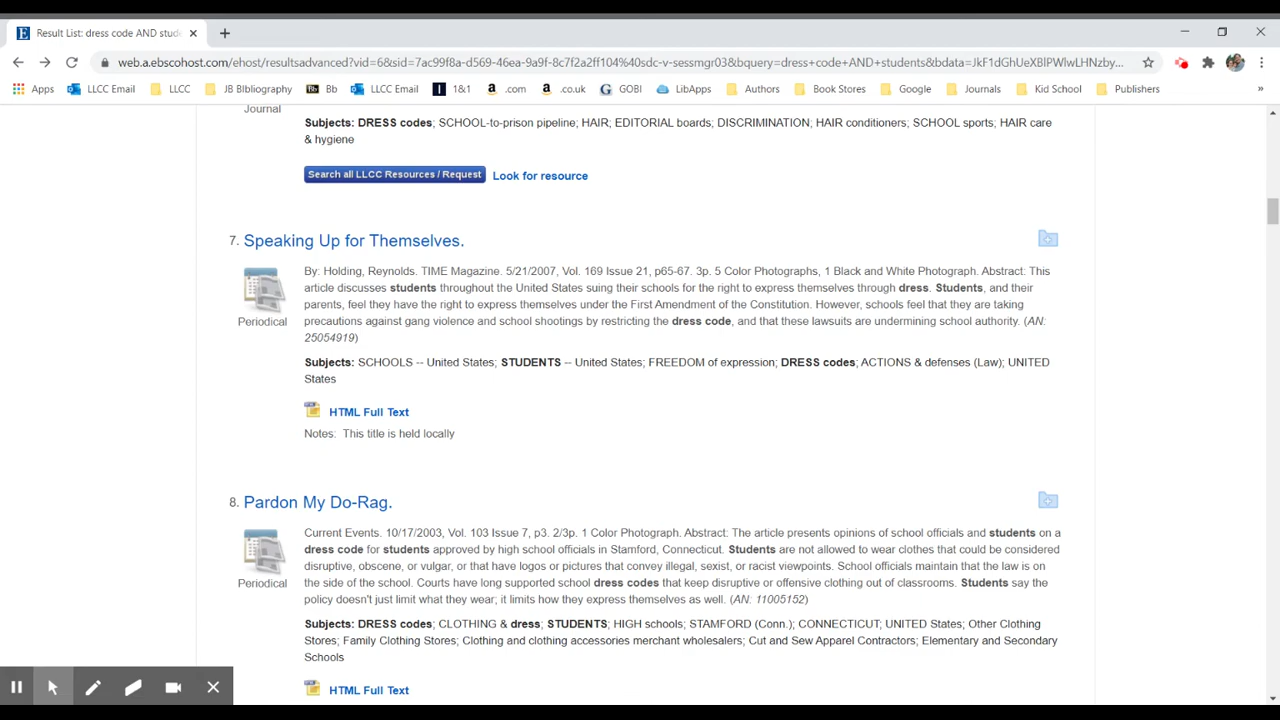 Result List: dress code AND stude
web.a.ebscohost.com/ehost/resultsadvanced?vid=6&sid=7ac99f8a-d569-46ea-9a9f-8c7f2a2ff104%40sdc-v-sessmgr03&bquery=dress+code+AND+students&bdata=JkF1dGhUeXBlPWlwLHNzby...
Apps LLCC Email LLCC JB BIbliography Bb Bb LLCC Email 1 1&1 a .com a .co.uk G GOBI LibApps Authors Book Stores Google Journals Kid School Publishers »
Journal
Subjects: DRESS codes; SCHOOL-to-prison pipeline; HAIR; EDITORIAL boards; DISCRIMINATION; HAIR conditioners; SCHOOL sports; HAIR care
& hygiene
Search all LLCC Resources / Request Look for resource
7. Speaking Up for Themselves.
By: Holding, Reynolds. TIME Magazine. 5/21/2007, Vol. 169 Issue 21, p65-67. 3p. 5 Color Photographs, 1 Black and White Photograph. Abstract: This
article discusses students throughout the United States suing their schools for the right to express themselves through dress. Students, and their
parents, feel they have the right to express themselves under the First Amendment of the Constitution. However, schools feel that they are taking
precautions against gang violence and school shootings by restricting the dress code, and that these lawsuits are undermining school authority. (AN:
25054919)
Periodical
Subjects: SCHOOLS -- United States; STUDENTS -- United States; FREEDOM of expression; DRESS codes; ACTIONS & defenses (Law); UNITED
States
HTML Full Text
Notes: This title is held locally
8. Pardon My Do-Rag.
Current Events. 10/17/2003, Vol. 103 Issue 7, p3. 2/3p. 1 Color Photograph. Abstract: The article presents opinions of school officials and students on a
dress code for students approved by high school officials in Stamford, Connecticut. Students are not allowed to wear clothes that could be considered
disruptive, obscene, or vulgar, or that have logos or pictures that convey illegal, sexist, or racist viewpoints. School officials maintain that the law is on
the side of the school. Courts have long supported school dress codes that keep disruptive or offensive clothing out of classrooms. Students say the
policy doesn't just limit what they wear; it limits how they express themselves as well. (AN: 11005152)
Periodical
Subjects: DRESS codes; CLOTHING & dress; STUDENTS; HIGH schools; STAMFORD (Conn.); CONNECTICUT; UNITED States; Other Clothing
Stores; Family Clothing Stores; Clothing and clothing accessories merchant wholesalers; Cut and Sew Apparel Contractors; Elementary and Secondary
Schools
HTML Full Text